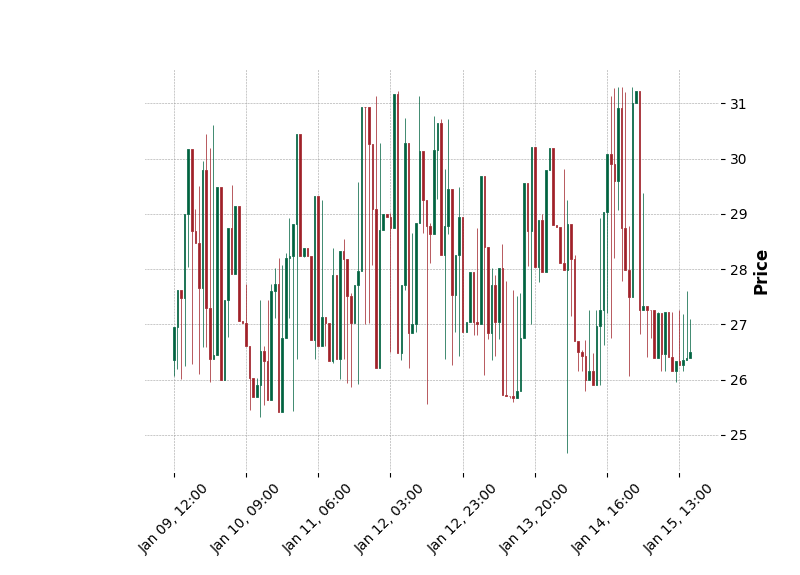 31
30
29
28
27
26
25
Price
Jan 09, 12:00
Jan 10, 09:00
Jan 11, 06:00
Jan 12, 03:00
Jan 12, 23:00
Jan 13, 20:00
Jan 14, 16:00
Jan 15, 13:00